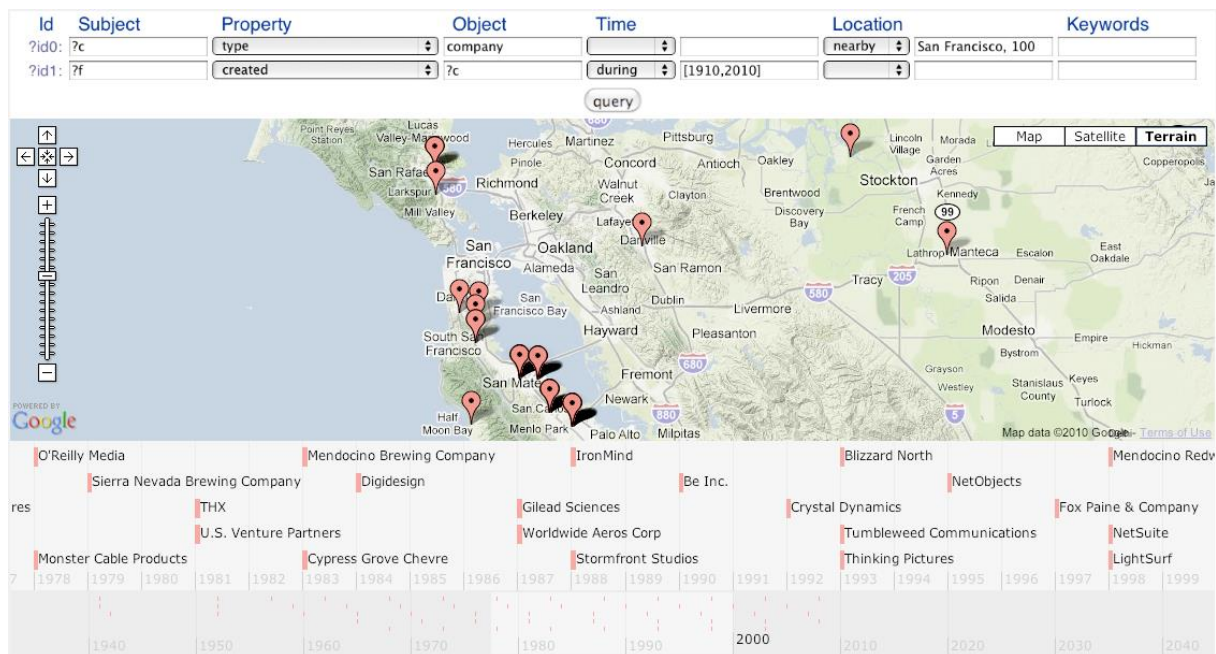 Id Subject Property Object Time Location Keywords
?id0: ?c type company nearby San Francisco, 100
?id1: ?f created ?c during [1910,2010]
query
Map Satellite Terrain
Point Reyes Station
Lucas Valley-Marinwood
Hercules
Martinez
Pittsburg
680
Lincoln Village
Morada
Pinole
Concord
Antioch
Oakley
Garden Acres
Copperopolis
San Rafael
580
Richmond
Walnut Creek
Clayton
Brentwood
Stockton
Kennedy
Larkspur
Mill Valley
Berkeley
Lafayette
Danville
Discovery Bay
French Camp
99
San Francisco
Oakland
Alameda
San Leandro
San Ramon
Lathrop
Manteca
Escalon
East Oakdale
Tracy
205
580
San Francisco Bay
Ashland
Dublin
Livermore
Ripon
Denair
Salida
South San Francisco
Hayward
Pleasanton
Modesto
Empire
Hickman
Bystrom
San Mateo
Fremont
680
Grayson
Westley
Stanislaus County
Keyes
Turlock
Half Moon Bay
San Carlos
Menlo Park
Newark
880
Palo Alto
Milpitas
5
POWERED BY
Google
Map data ©2010 Google - Terms of Use
O'Reilly Media Mendocino Brewing Company IronMind Blizzard North Mendocino Redw
Sierra Nevada Brewing Company Digidesign Be Inc. NetObjects
res THX Gilead Sciences Crystal Dynamics Fox Paine & Company
U.S. Venture Partners Worldwide Aeros Corp Tumbleweed Communications NetSuite
Monster Cable Products Cypress Grove Chevre Stormfront Studios Thinking Pictures LightSurf
7 1978 1979 1980 1981 1982 1983 1984 1985 1986 1987 1988 1989 1990 1991 1992 1993 1994 1995 1996 1997 1998 1999
1940 1950 1960 1970 1980 1990 2000 2010 2020 2030 2040